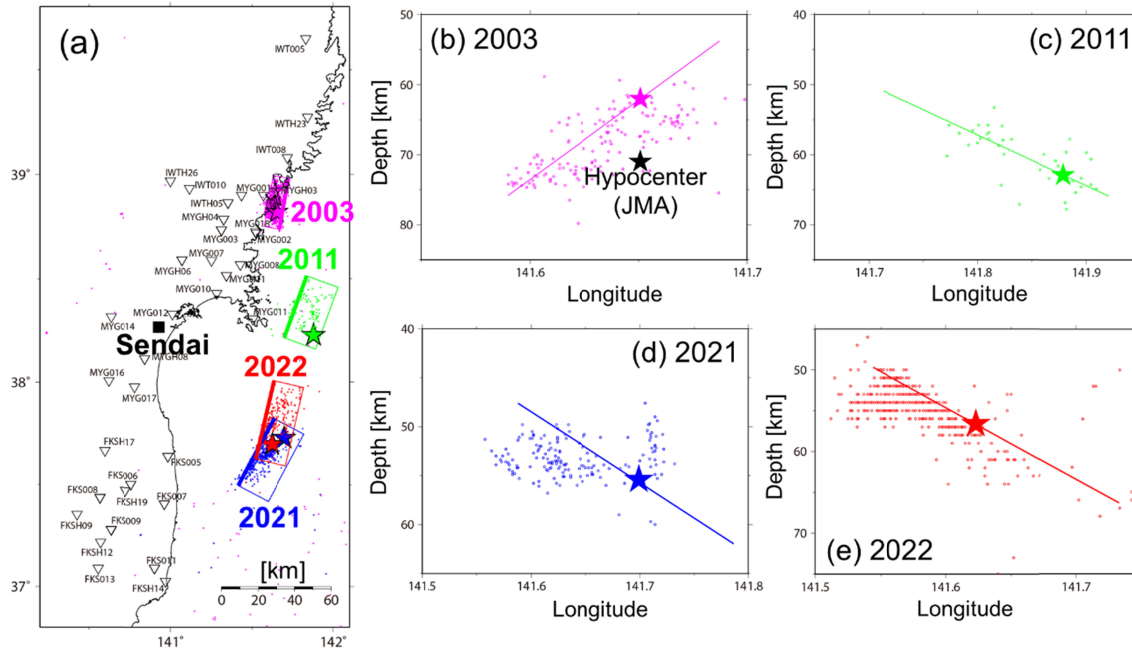 (a)
IWT005
IWTH23
IWT008
39°
IWTH26
IWT010
MYG001
MYGH03
IWTH05
2003
MYGH04
MYG003
MYG002
2011
MYG007
MYGH06
MYG008
MYG010
MYG011
MYG012
MYG014
Sendai
MYGH08
2022
38°
MYG016
MYG017
FKSH17
FKS005
FKS006
FKS008
FKSH19
FKS007
2021
FKSH09
FKS009
FKSH12
[km]
FKS011
0 20 40 60
37°
FKS013
FKSH14
141°
142°
(b) 2003
50
60
70
80
Depth [km]
Hypocenter
(JMA)
141.6
141.7
Longitude
(c) 2011
40
50
60
Depth [km]
141.7
141.8
141.9
Longitude
(d) 2021
40
50
60
Depth [km]
141.5
141.6
141.7
141.8
Longitude
50
60
70
Depth [km]
(e) 2022
141.5
141.6
141.7
Longitude